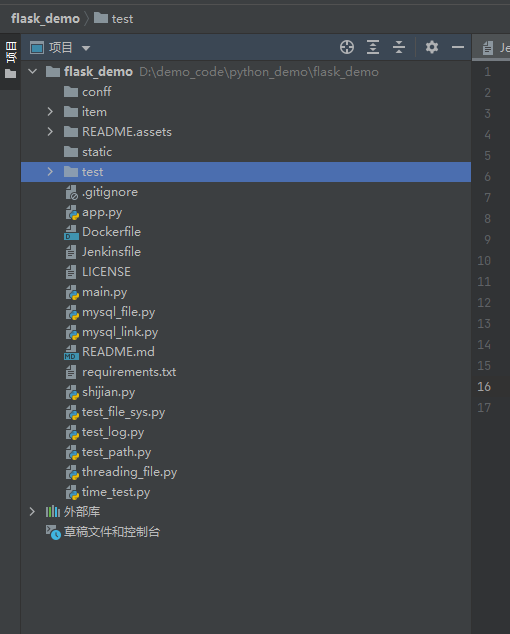 flask_demo test
项目
项目 Je
flask_demo D:\demo_code\python_demo\flask_demo 1
conff 2
item 3
README.assets 4
static 5
test 6
.gitignore 7
app.py 8
Dockerfile 9
Jenkinsfile 10
LICENSE 11
main.py 12
mysql_file.py 13
mysql_link.py 14
README.md 15
requirements.txt 16
shijian.py 17
test_file_sys.py
test_log.py
test_path.py
threading_file.py
time_test.py
外部库
草稿文件和控制台